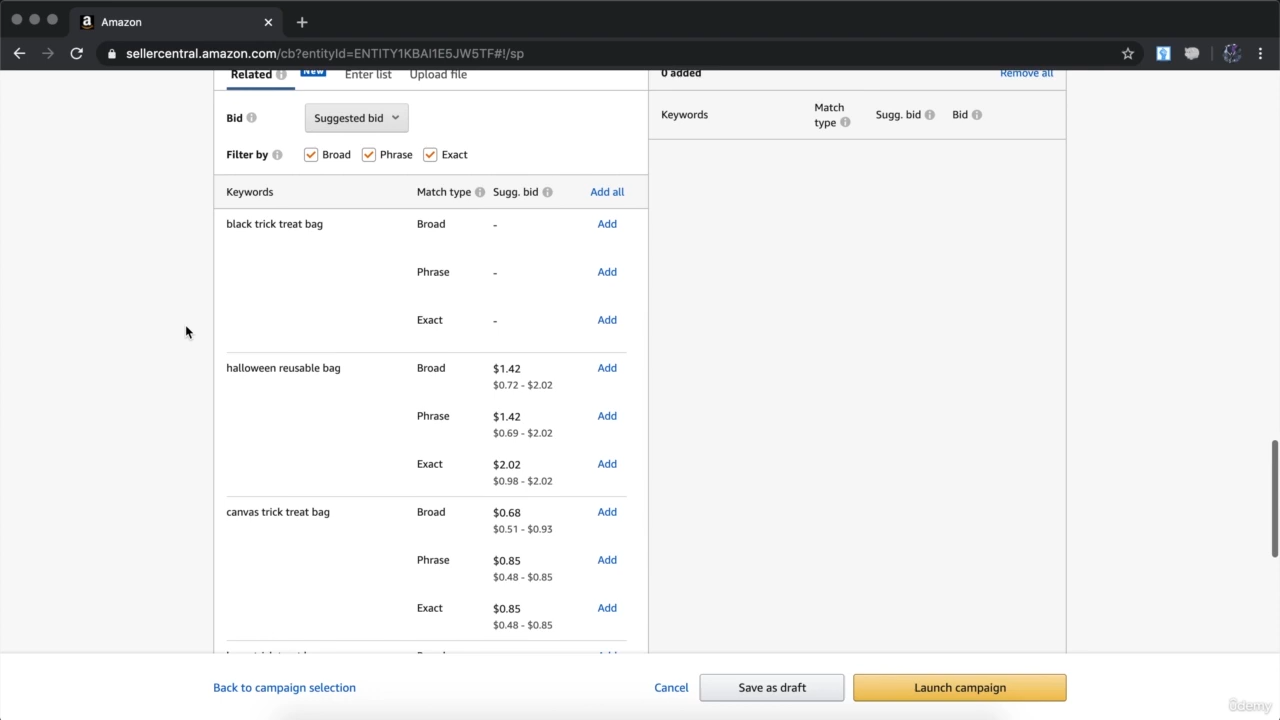 Amazon
sellercentral.amazon.com/cb?entityId=ENTITY1KBAI1E5JW5TF#!/sp
Related New Enter list Upload file
0 added Remove all
Bid Suggested bid
Keywords Match type Sugg. bid Bid
Filter by Broad Phrase Exact
Keywords Match type Sugg. bid Add all
black trick treat bag Broad - Add
Phrase - Add
Exact - Add
halloween reusable bag Broad $1.42 Add
$0.72 - $2.02
Phrase $1.42 Add
$0.69 - $2.02
Exact $2.02 Add
$0.98 - $2.02
canvas trick treat bag Broad $0.68 Add
$0.51 - $0.93
Phrase $0.85 Add
$0.48 - $0.85
Exact $0.85 Add
$0.48 - $0.85
Back to campaign selection Cancel Save as draft Launch campaign
ûdemy